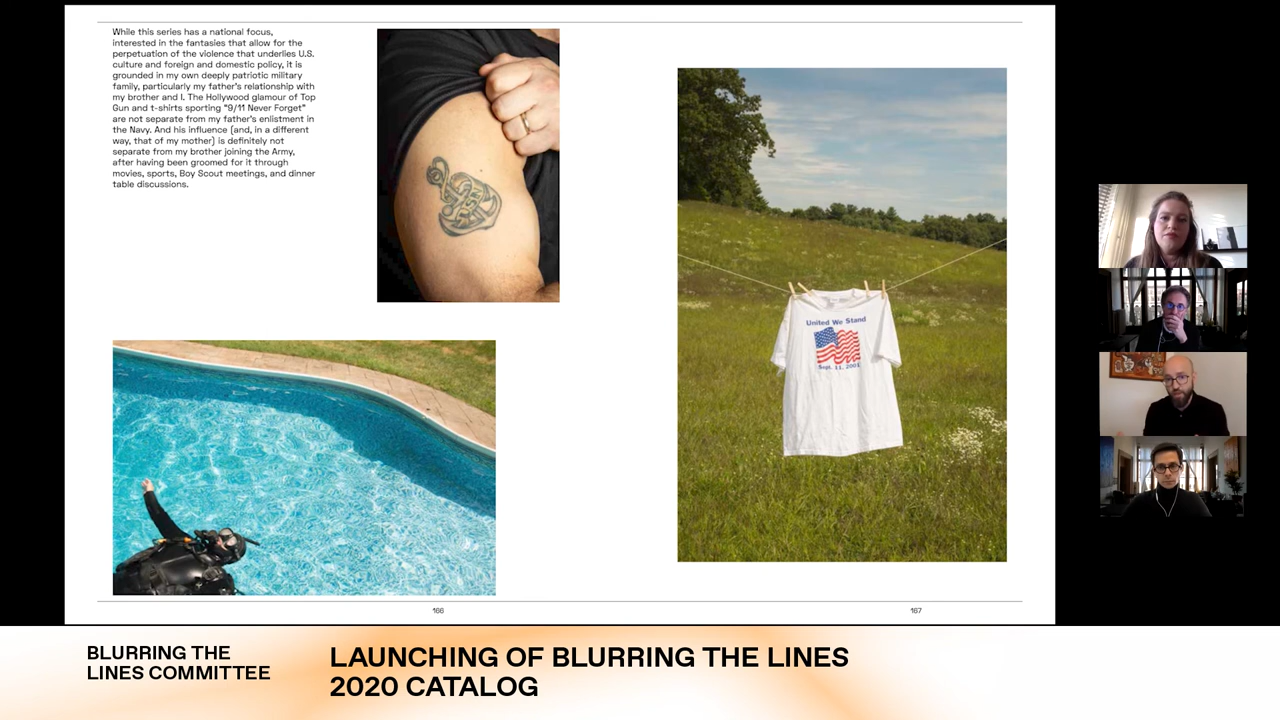 While this series has a national focus,
interested in the fantasies that allow for the
perpetuation of the violence that underlies U.S.
culture and foreign and domestic policy, it is
grounded in my own deeply patriotic military
family, particularly my father's relationship with
my brother and I. The Hollywood glamour of Top
Gun and t-shirts sporting "9/11 Never Forget"
are not separate from my father's enlistment in
the Navy. And his influence (and, in a different
way, that of my mother) is definitely not
separate from my brother joining the Army,
after having been groomed for it through
movies, sports, Boy Scout meetings, and dinner
table discussions.
United We Stand
Sept. 11, 2001
166
167
BLURRING THE
LINES COMMITTEE
LAUNCHING OF BLURRING THE LINES
2020 CATALOG